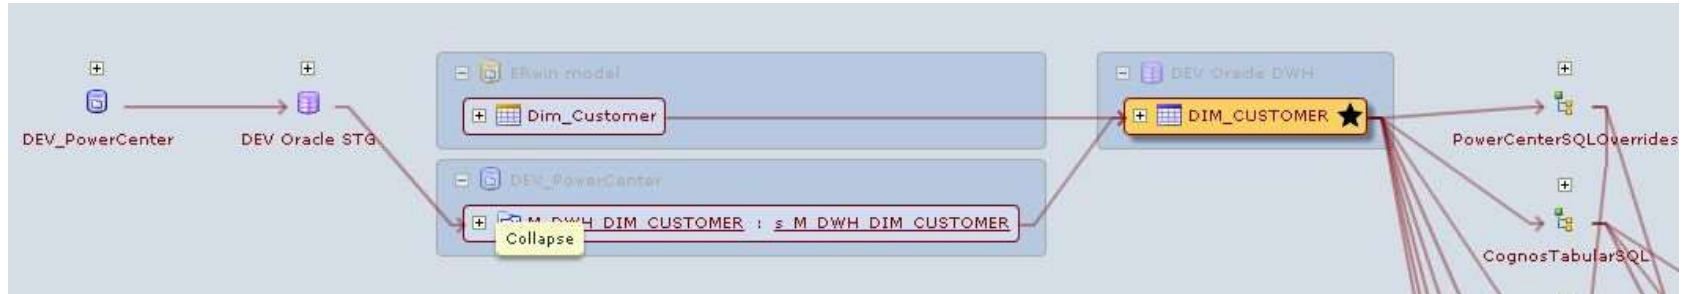 DEV_PowerCenter
DEV Oracle STG
ERwin model
Dim_Customer
DEV_PowerCenter
M_DWH_DIM_CUSTOMER : s_M_DWH_DIM_CUSTOMER
Collapse
DEV Oracle DWH
DIM_CUSTOMER
PowerCenterSQLOverrides
CognosTabularSQL